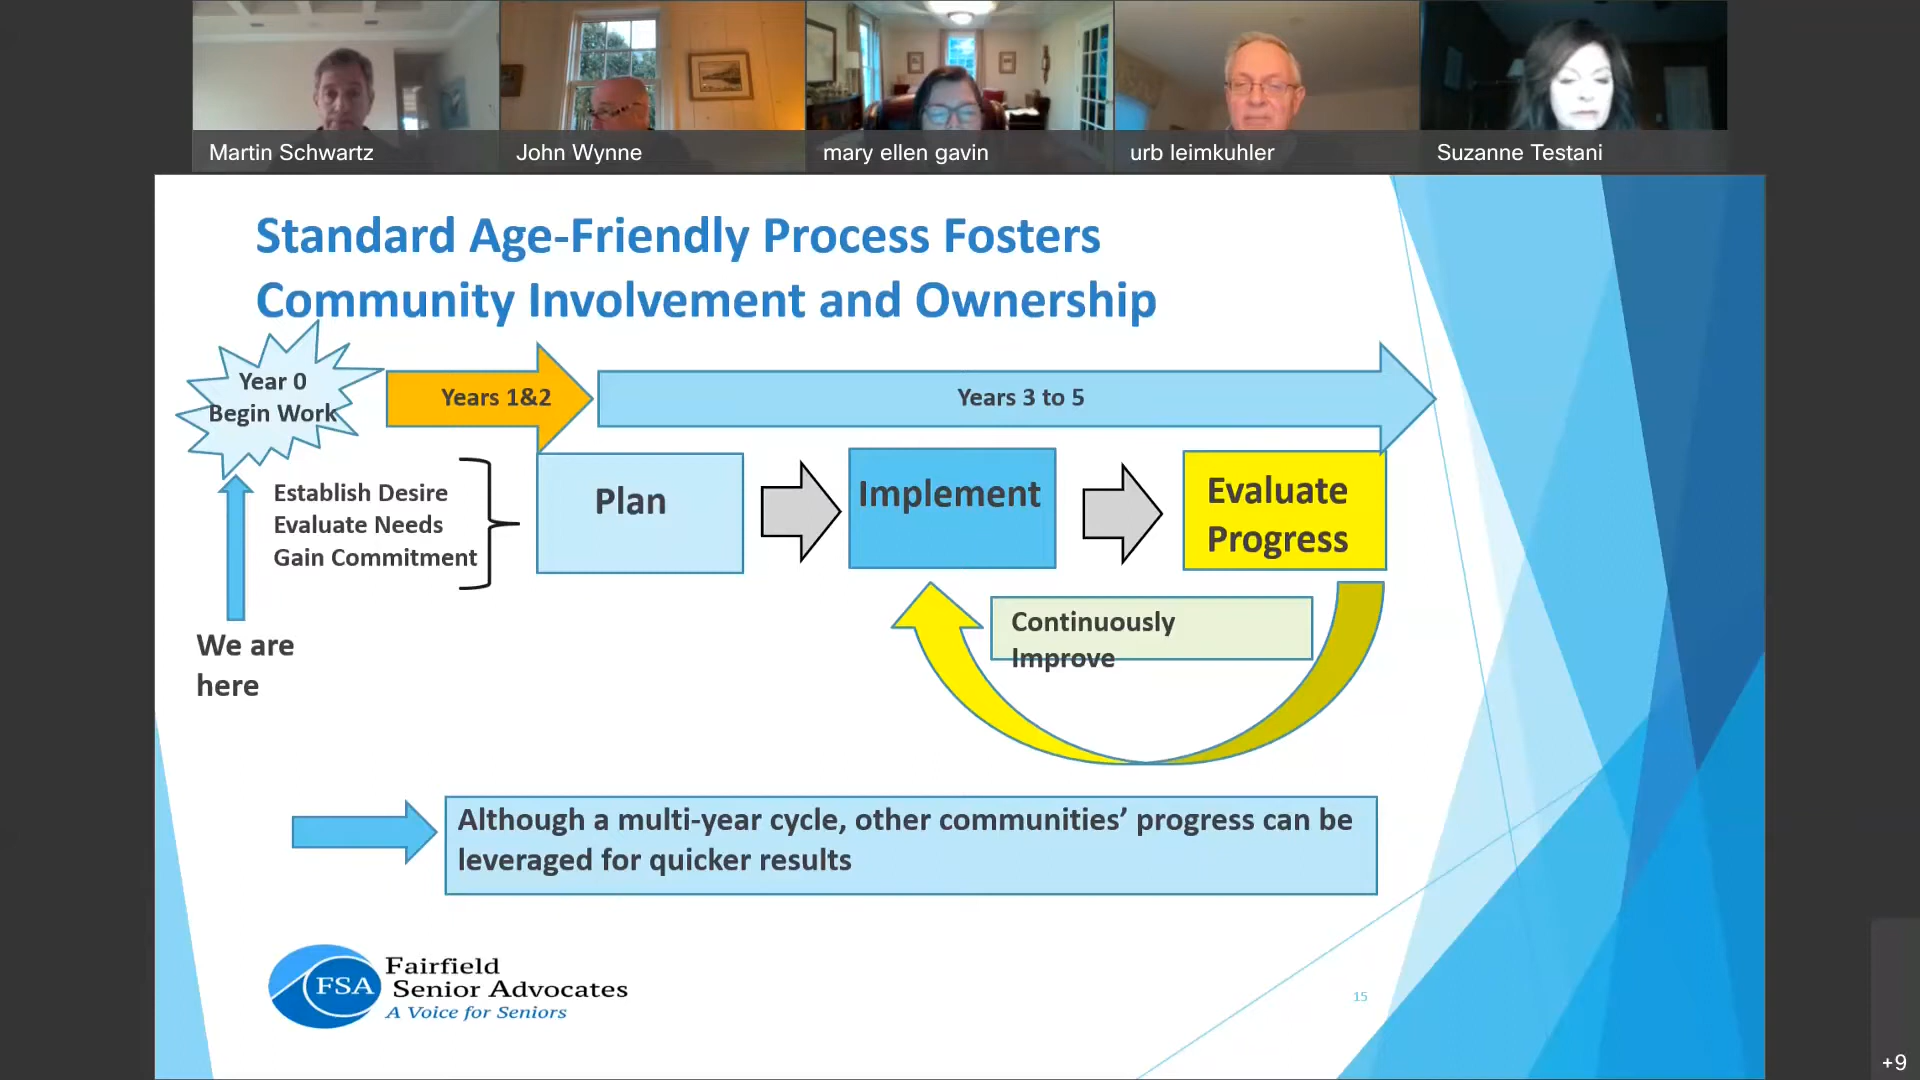 Martin Schwartz
John Wynne
mary ellen gavin
urb leimkuhler
Suzanne Testani
Standard Age-Friendly Process Fosters
Community Involvement and Ownership
Year 0
Begin Work
Years 1&2
Years 3 to 5
Establish Desire
Evaluate Needs
Gain Commitment
Plan
Implement
Evaluate
Progress
We are
here
Continuously
Improve
Although a multi-year cycle, other communities’ progress can be
leveraged for quicker results
FSA
Fairfield
Senior Advocates
A Voice for Seniors
15
+9